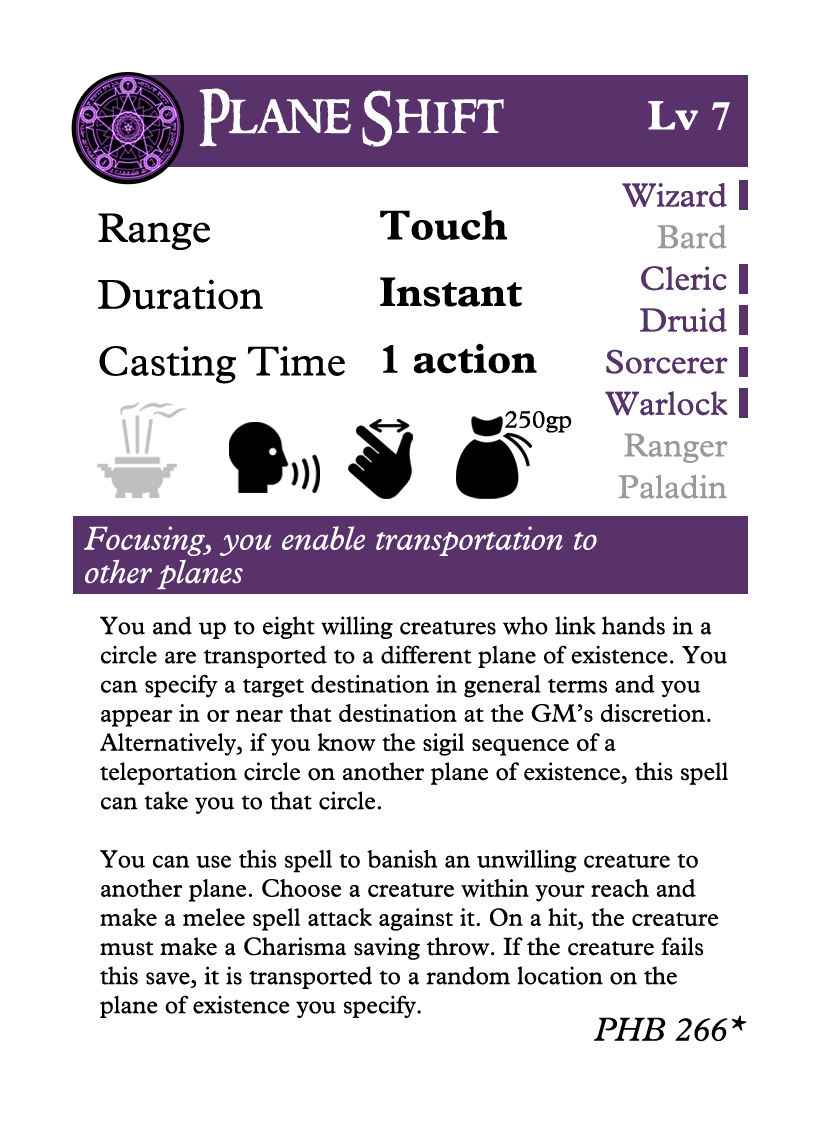 PLANE SHIFT
Lv 7
Range Touch
Duration Instant
Casting Time 1 action
250gp
Wizard
Bard
Cleric
Druid
Sorcerer
Warlock
Ranger
Paladin
Focusing, you enable transportation to
other planes
You and up to eight willing creatures who link hands in a
circle are transported to a different plane of existence. You
can specify a target destination in general terms and you
appear in or near that destination at the GM’s discretion.
Alternatively, if you know the sigil sequence of a
teleportation circle on another plane of existence, this spell
can take you to that circle.
You can use this spell to banish an unwilling creature to
another plane. Choose a creature within your reach and
make a melee spell attack against it. On a hit, the creature
must make a Charisma saving throw. If the creature fails
this save, it is transported to a random location on the
plane of existence you specify.
PHB 266*